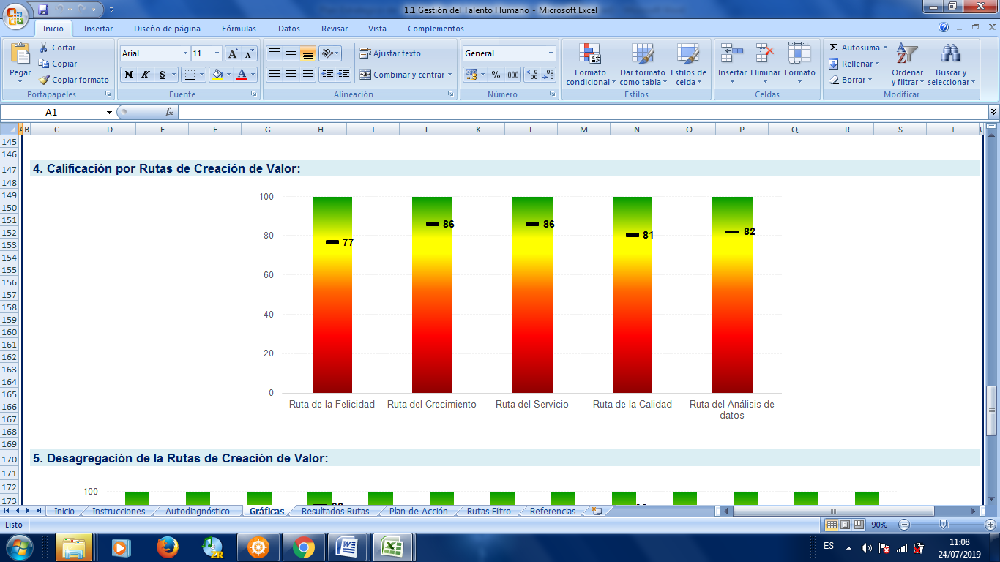 1.1 Gestión del Talento Humano - Microsoft Excel
Inicio Insertar Diseño de página Fórmulas Datos Revisar Vista Complementos
Pegar
Cortar
Copiar
Copiar formato
Portapapeles
Arial 11
N K S
Fuente
Ajustar texto
Combinar y centrar
Alineación
General
% 000
Número
Formato condicional
Dar formato como tabla
Estilos de celda
Estilos
Insertar Eliminar Formato
Celdas
Σ Autosuma
Rellenar
Borrar
Ordenar y filtrar
Buscar y seleccionar
Modificar
A1 fx
A B C D E F G H I J K L M N O P Q R S T U
145
146
147
148
149
150
151
152
153
154
155
156
157
158
159
160
161
162
163
164
165
166
167
168
169
170
171
172
173
4. Calificación por Rutas de Creación de Valor:
100
80
60
40
20
0
77 86 86 81 82
Ruta de la Felicidad Ruta del Crecimiento Ruta del Servicio Ruta de la Calidad Ruta del Análisis de
datos
5. Desagregación de la Rutas de Creación de Valor:
100
Inicio Instrucciones Autodiagnóstico Gráficas Resultados Rutas Plan de Acción Rutas Filtro Referencias
Listo 90%
ES 11:08
24/07/2019